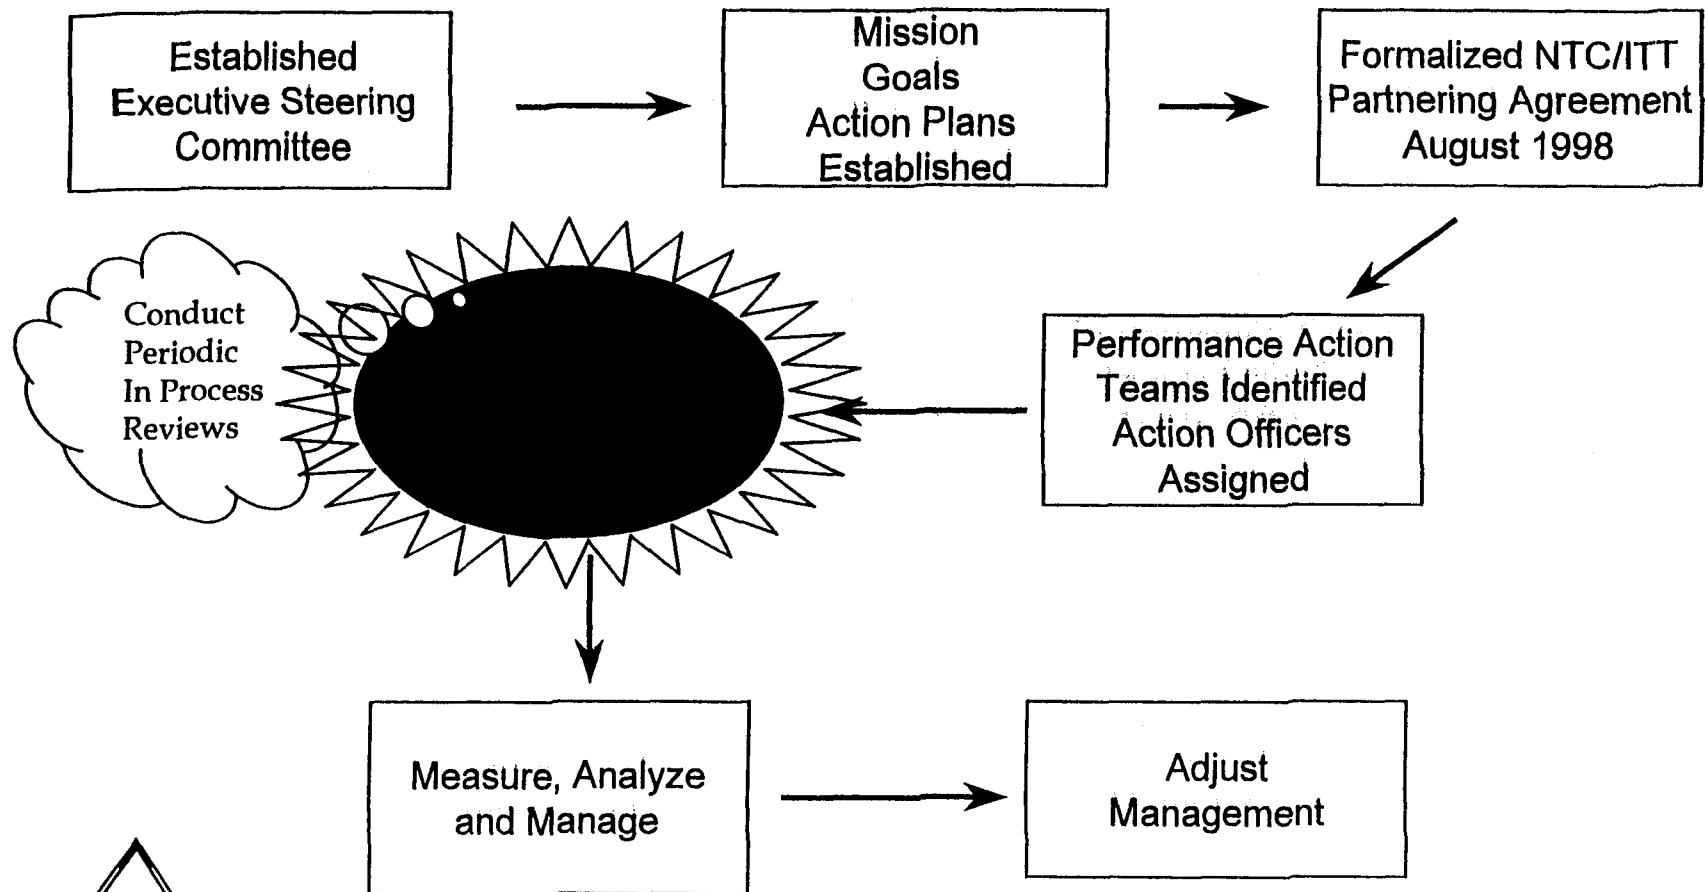 Established
Executive Steering
Committee
Mission
Goals
Action Plans
Established
Formalized NTC/ITT
Partnering Agreement
August 1998
Conduct
Periodic
In Process
Reviews
Performance Action
Teams Identified
Action Officers
Assigned
Measure, Analyze
and Manage
Adjust
Management